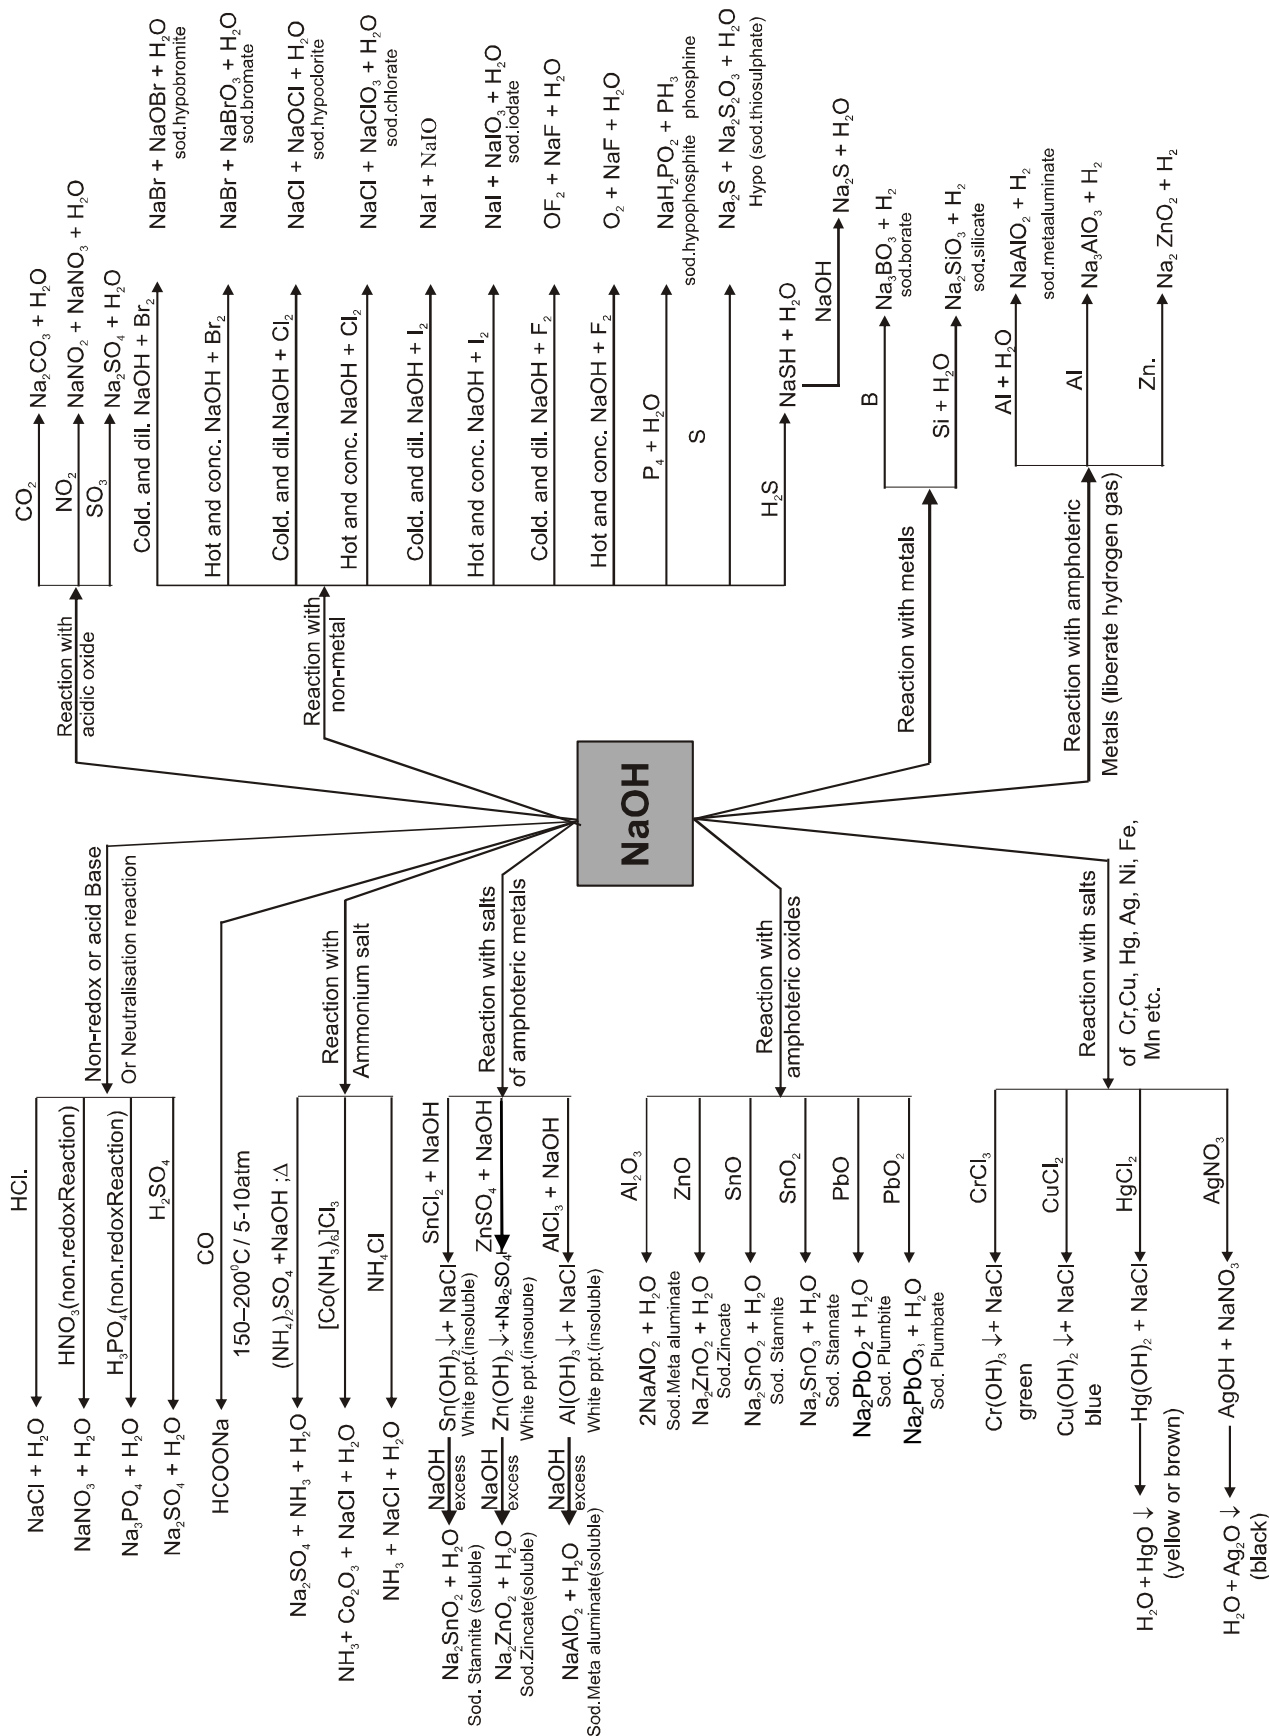 NaOH
Non-redox or acid Base
Or Neutralisation reaction
HCl.
NaCl + H2O
HNO3(non.redoxReaction)
NaNO3 + H2O
H3PO4(non.redoxReaction)
Na3PO4 + H2O
H2SO4
Na2SO4 + H2O
CO
150–200⁰C / 5-10atm
HCOONa
Reaction with
Ammonium salt
(NH4)2SO4 +NaOH ;Δ
Na2SO4 + NH3 + H2O
[Co(NH3)6]Cl3
NH3 + Co2O3 + NaCl + H2O
NH4Cl
NH3 + NaCl + H2O
Reaction with salts
of amphoteric metals
SnCl2 + NaOH
Sn(OH)2↓+ NaCl
White ppt.(insoluble)
NaOH
excess
Na2SnO2 + H2O
Sod. Stannite (soluble)
ZnSO4 + NaOH
Zn(OH)2↓+Na2SO4
White ppt.(insoluble)
NaOH
excess
Na2ZnO2 + H2O
Sod.Zincate(soluble)
AlCl3 + NaOH
Al(OH)3↓+ NaCl
White ppt.(insoluble)
NaOH
excess
NaAlO2 + H2O
Sod.Meta aluminate(soluble)
Reaction with
amphoteric oxides
Al2O3
2NaAlO2 + H2O
Sod.Meta aluminate
ZnO
Na2ZnO2 + H2O
Sod.Zincate
SnO
Na2SnO2 + H2O
Sod. Stannite
SnO2
Na2SnO3 + H2O
Sod. Stannate
PbO
Na2PbO2 + H2O
Sod. Plumbite
PbO2
Na2PbO3, + H2O
Sod. Plumbate
Reaction with salts
of Cr,Cu, Hg, Ag, Ni, Fe,
Mn etc.
CrCl3
Cr(OH)3↓+ NaCl
green
CuCl2
Cu(OH)2↓+ NaCl
blue
HgCl2
Hg(OH)2 + NaCl
H2O + HgO↓
(yellow or brown)
AgNO3
AgOH + NaNO3
H2O + Ag2O↓
(black)
Reaction with
acidic oxide
CO2
Na2CO3 + H2O
NO2
NaNO2 + NaNO3 + H2O
SO3
Na2SO4 + H2O
Reaction with
non-metal
Cold. and dil. NaOH + Br2
NaBr + NaOBr + H2O
sod.hypobromite
Hot and conc. NaOH + Br2
NaBr + NaBrO3 + H2O
sod.bromate
Cold. and dil.NaOH + Cl2
NaCl + NaOCl + H2O
sod.hypoclorite
Hot and conc. NaOH + Cl2
NaCl + NaClO3 + H2O
sod.chlorate
Cold. and dil. NaOH + I2
NaI + NaIO
Hot and conc. NaOH + I2
NaI + NaIO3 + H2O
sod.iodate
Cold. and dil. NaOH + F2
OF2 + NaF + H2O
Hot and conc. NaOH + F2
O2 + NaF + H2O
P4 + H2O
NaH2PO2 + PH3
sod.hypophosphite phosphine
S
Na2S + Na2S2O3 + H2O
Hypo (sod.thiosulphate)
H2S
NaSH + H2O
NaOH
Na2S + H2O
Reaction with metals
B
Na3BO3 + H2
sod.borate
Si + H2O
Na2SiO3 + H2
sod.silicate
Reaction with amphoteric
Metals (liberate hydrogen gas)
Al + H2O
NaAlO2 + H2
sod.metaaluminate
Al
Na3AlO3 + H2
Zn.
Na2 ZnO2 + H2